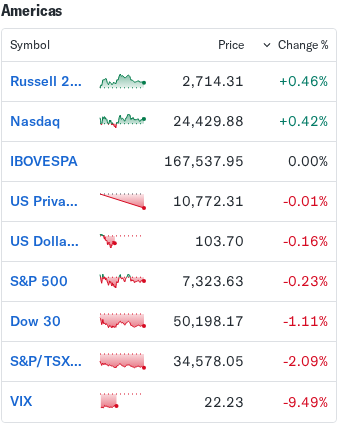 Americas
Symbol Price Change %
Russell 2... 2,714.31 +0.46%
Nasdaq 24,429.88 +0.42%
IBOVESPA 167,537.95 0.00%
US Priva... 10,772.31 -0.01%
US Dolla... 103.70 -0.16%
S&P 500 7,323.63 -0.23%
Dow 30 50,198.17 -1.11%
S&P/TSX... 34,578.05 -2.09%
VIX 22.23 -9.49%